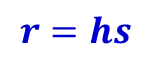 r = hs